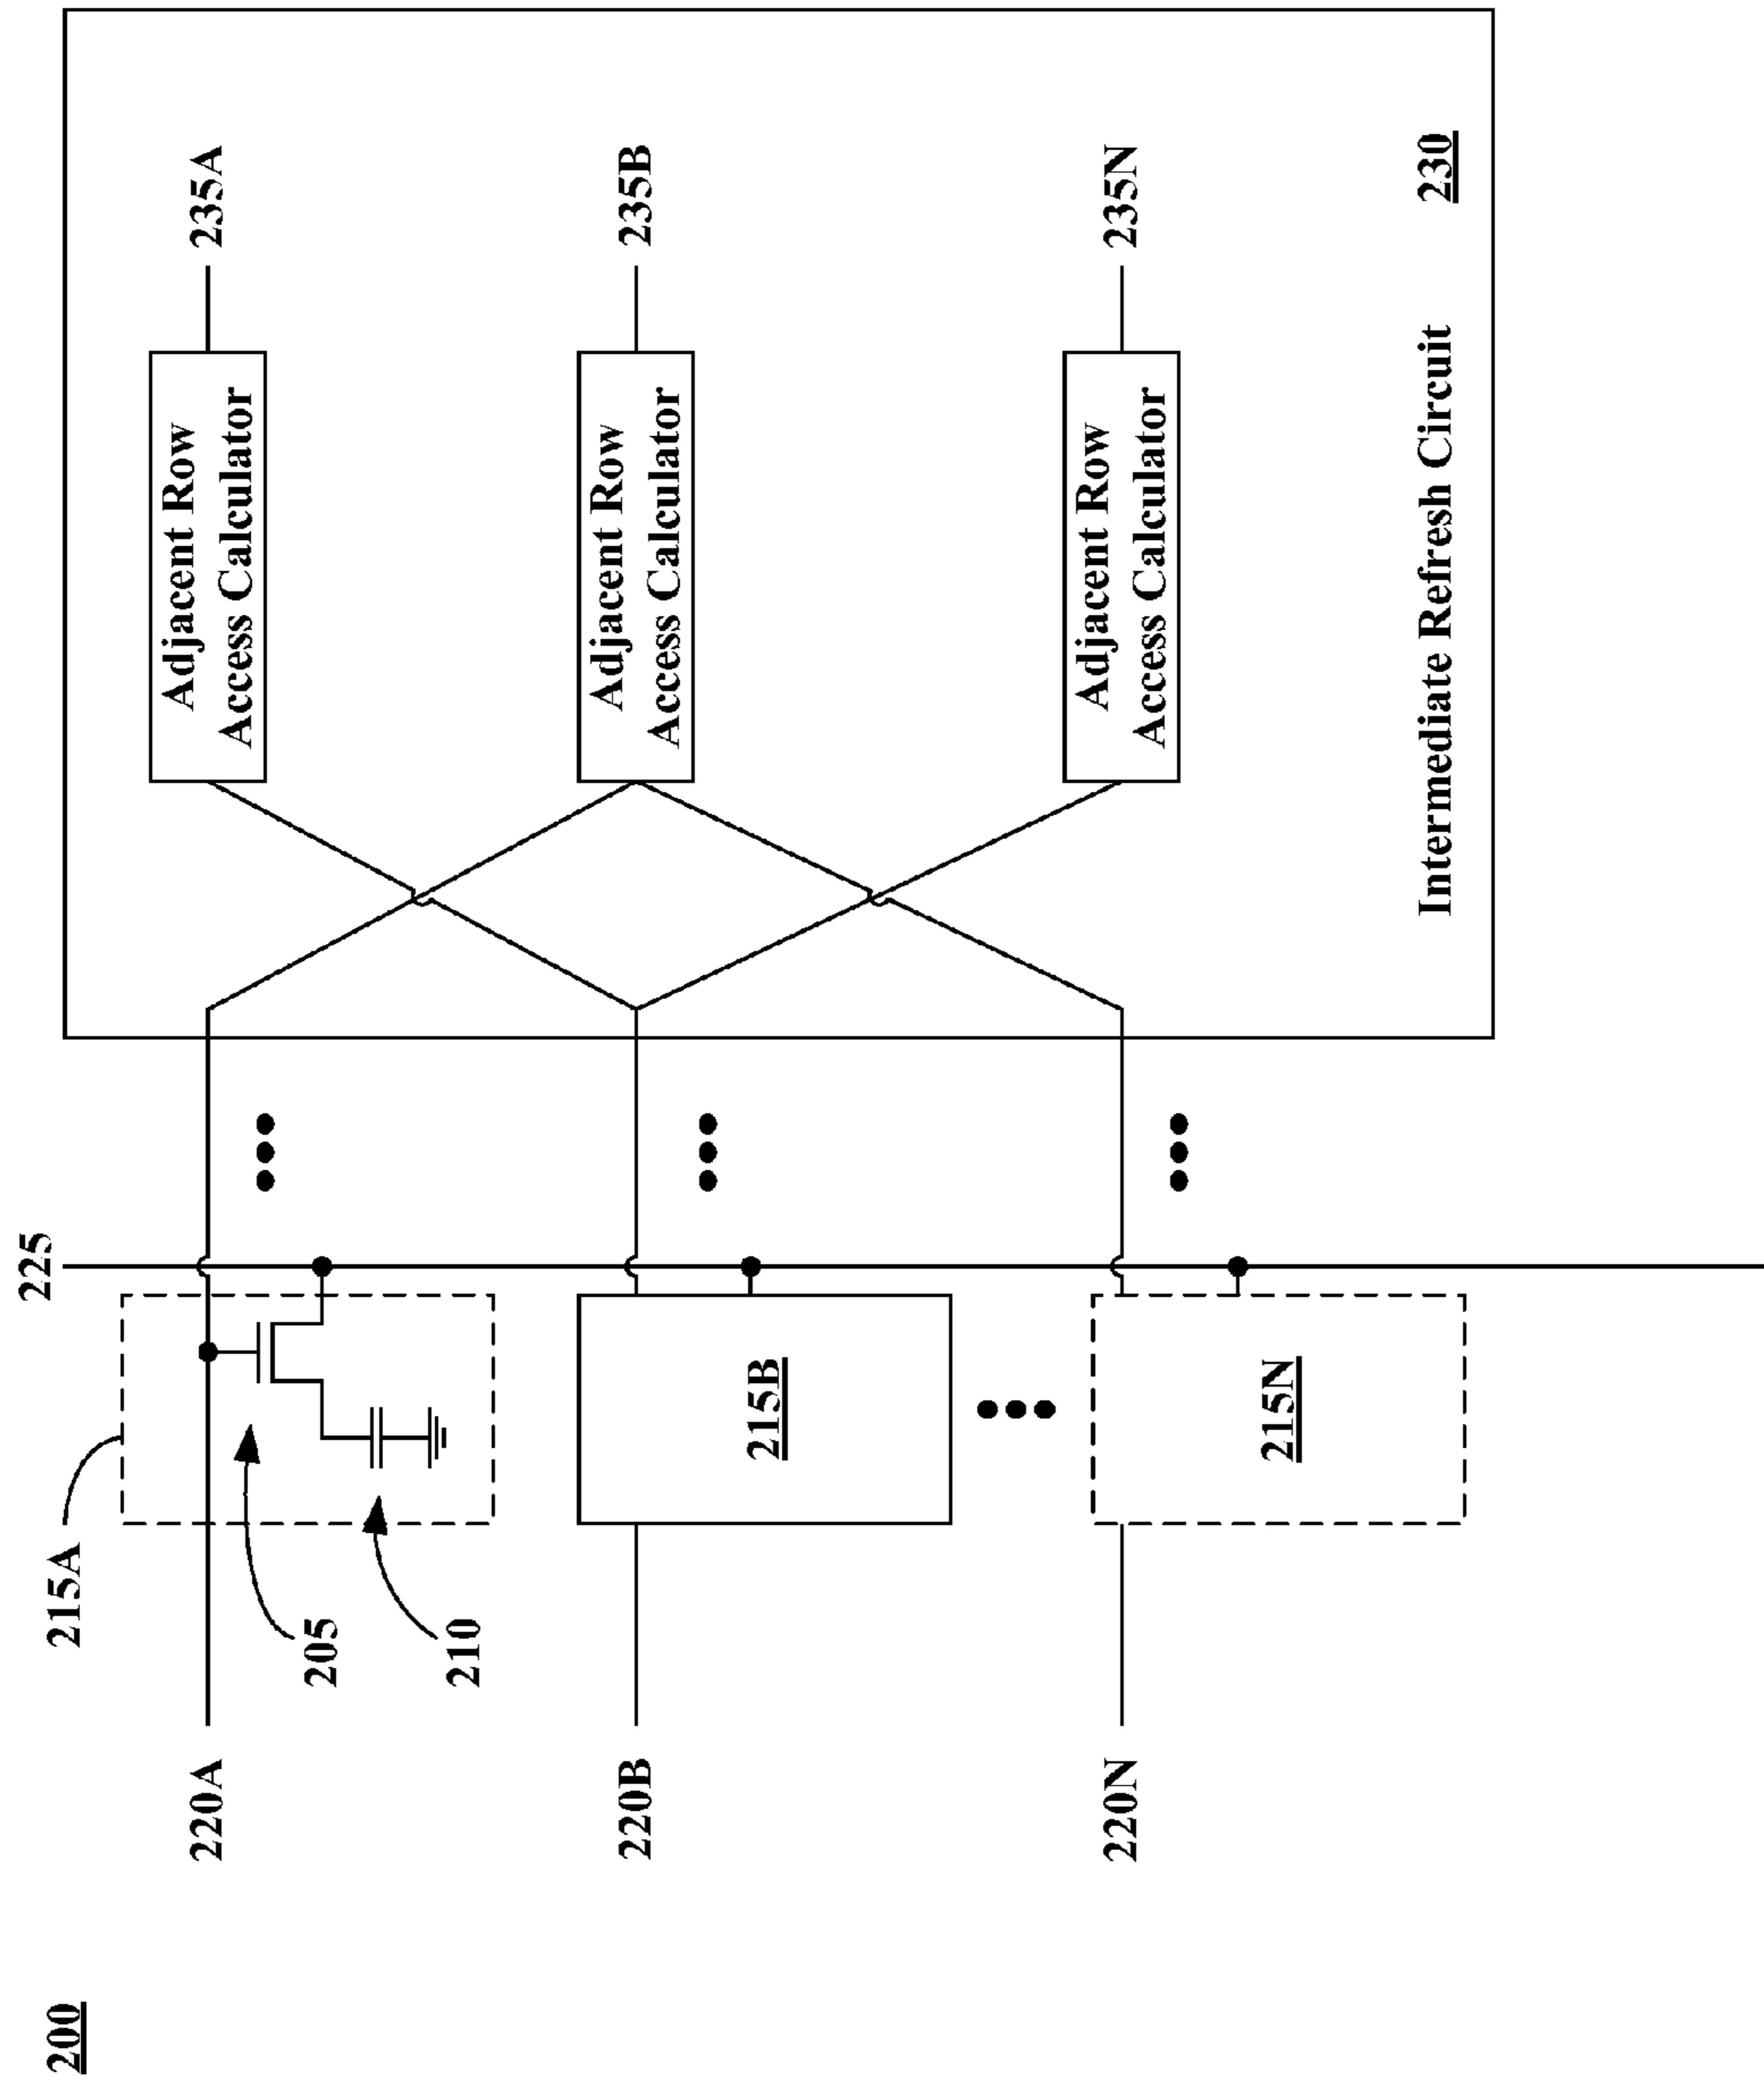 200
225
215A
205
210
220A
Adjacent Row
Access Calculator
235A
220B
215B
Adjacent Row
Access Calculator
235B
220N
215N
Adjacent Row
Access Calculator
235N
Intermediate Refresh Circuit 230